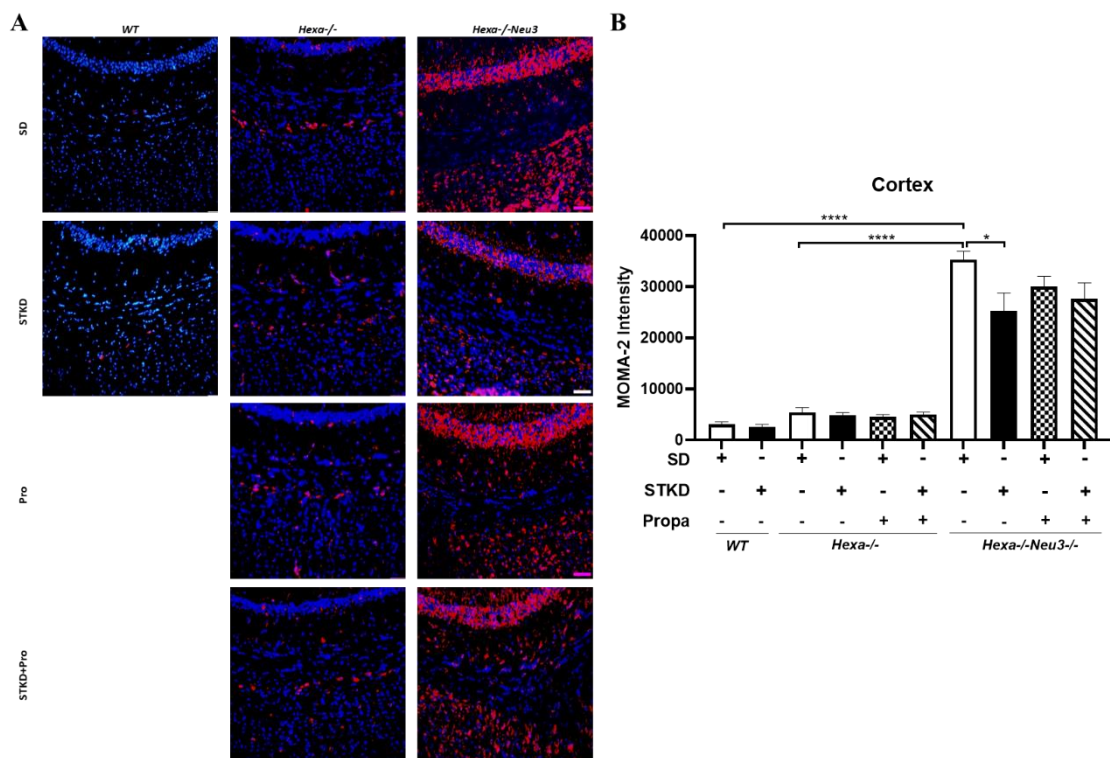 A
WT
Hexa-/-
Hexa-/-Neu3
SD
STKD
Pro
STKD+Pro
B
Cortex
****
****
*
MOMA-2 Intensity
40000
30000
20000
10000
0
SD + - + - + - + - + -
STKD - + - + - + - + - +
Propa - - - - + + - - + +
WT Hexa-/- Hexa-/-Neu3-/-